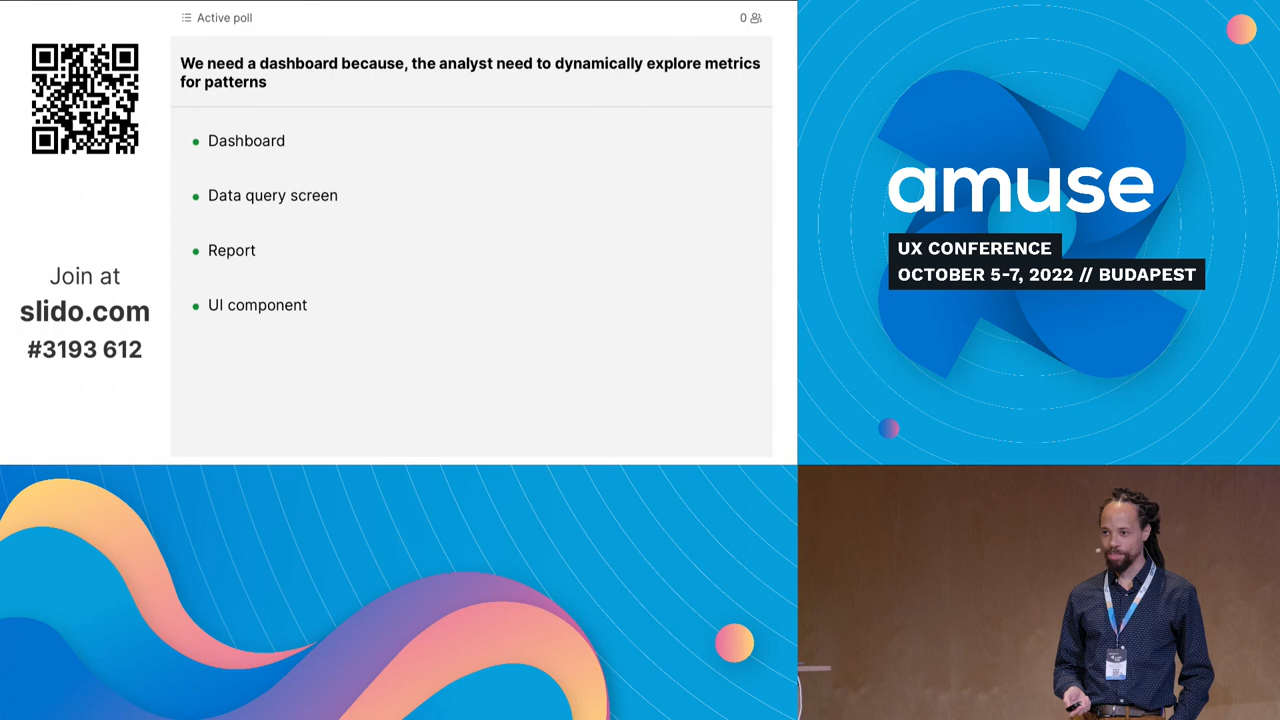 Active poll
0
We need a dashboard because, the analyst need to dynamically explore metrics
for patterns
Dashboard
Data query screen
Report
UI component
Join at
slido.com
#3193 612
amuse
UX CONFERENCE
OCTOBER 5-7, 2022 // BUDAPEST